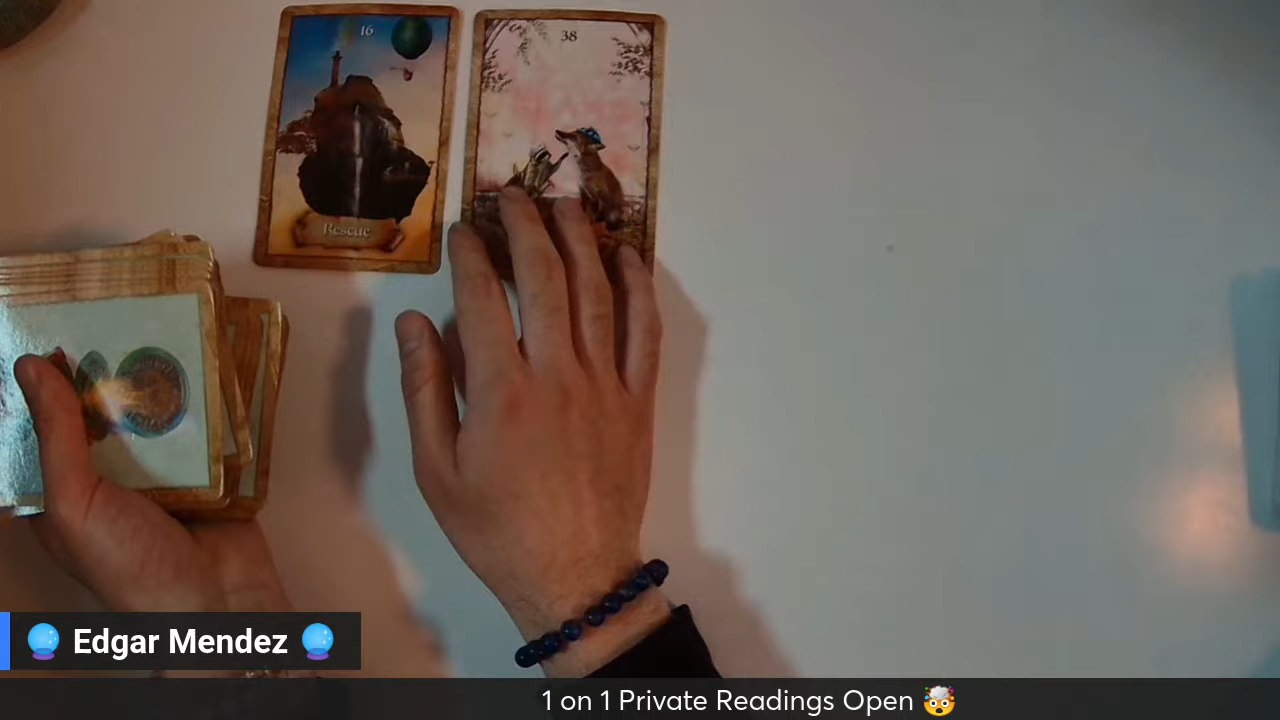 16
38
Rescue
🔮 Edgar Mendez 🔮
1 on 1 Private Readings Open 🤯